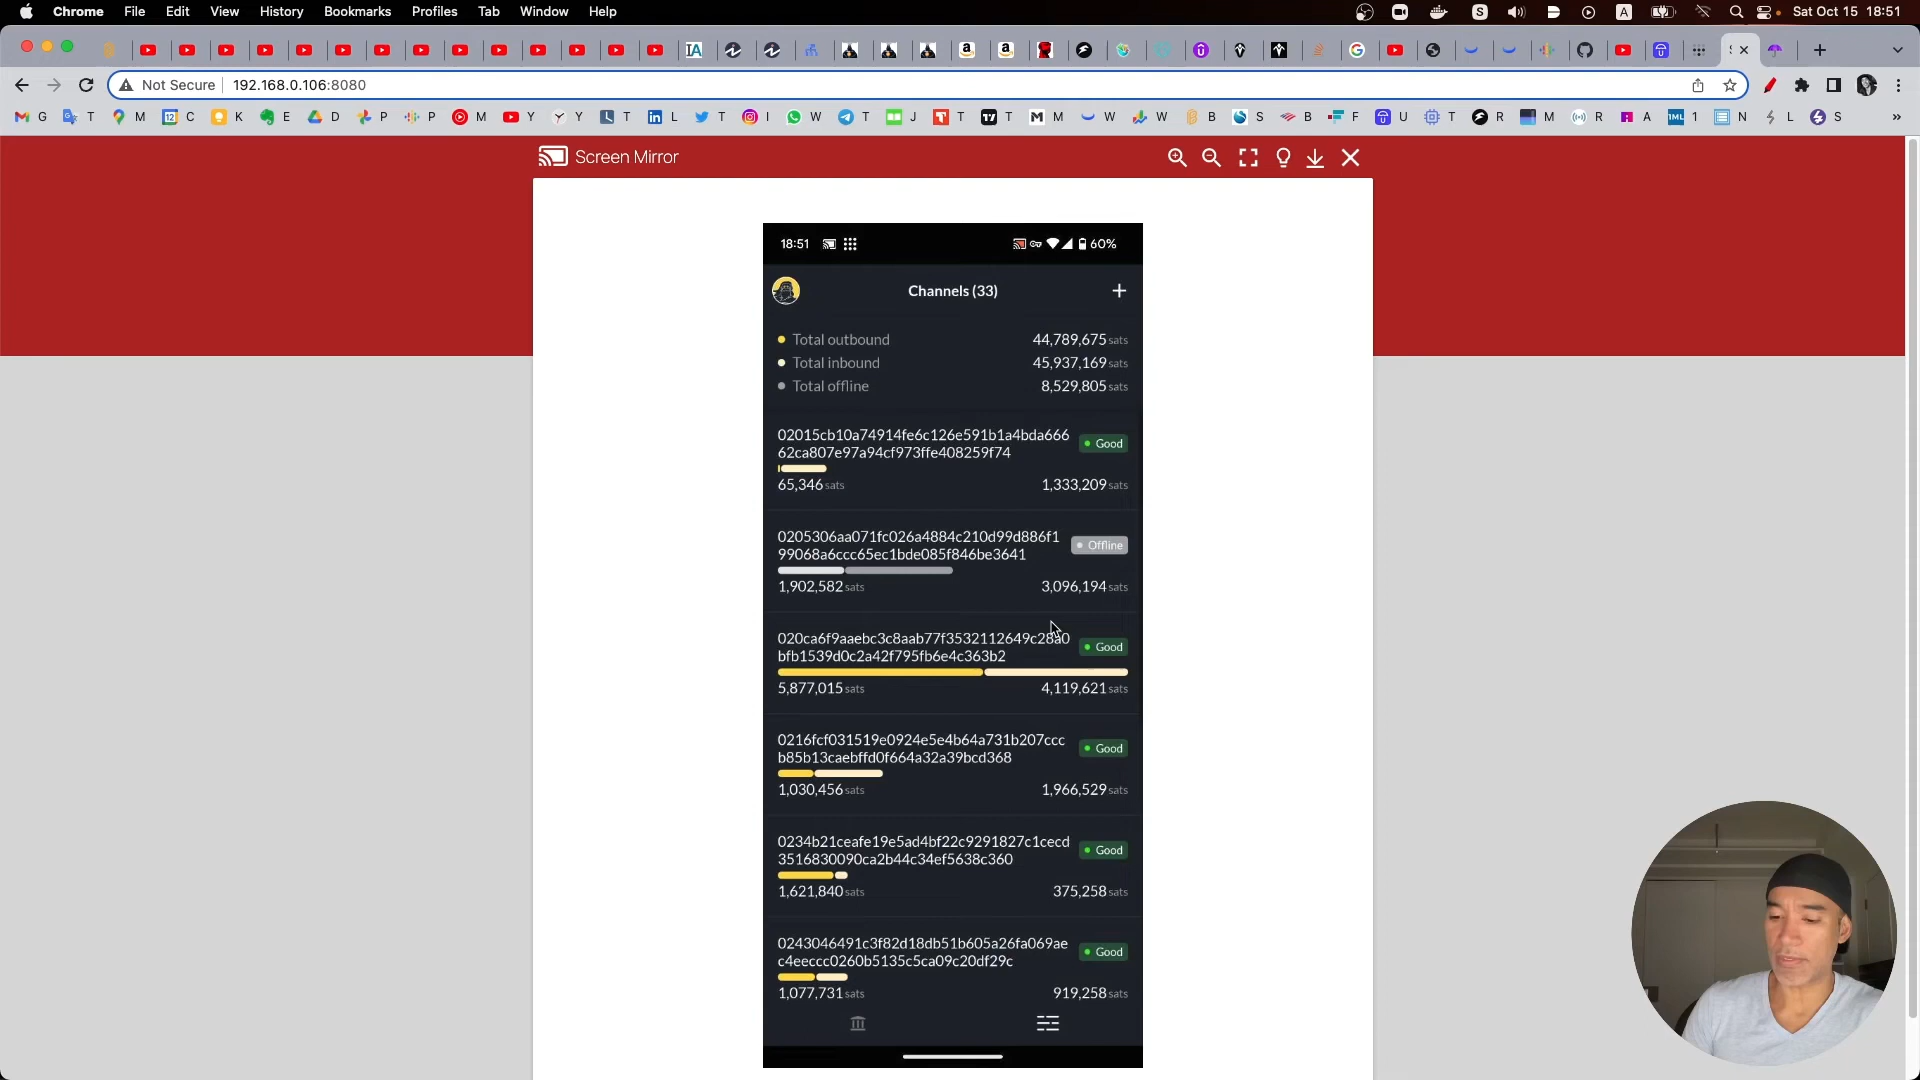 Chrome File Edit View History Bookmarks Profiles Tab Window Help
Sat Oct 15 18:51
Not Secure 192.168.0.106:8080
G T M C K E D P P M Y Y T L T I W T J T T M W W B S B F U T R M R A 1 N L S »
Screen Mirror
18:51 60%
Channels (33)
Total outbound 44,789,675 sats
Total inbound 45,937,169 sats
Total offline 8,529,805 sats
02015cb10a74914fe6c126e591b1a4bda666
62ca807e97a94cf973ffe408259f74
Good
65,346 sats 1,333,209 sats
0205306aa071fc026a4884c210d99d886f1
99068a6ccc65ec1bde085f846be3641
Offline
1,902,582 sats 3,096,194 sats
020ca6f9aaebc3c8aab77f3532112649c28a0
bfb1539d0c2a42f795fb6e4c363b2
Good
5,877,015 sats 4,119,621 sats
0216fcf031519e0924e5e4b64a731b207ccc
b85b13caebffd0f664a32a39bcd368
Good
1,030,456 sats 1,966,529 sats
0234b21ceafe19e5ad4bf22c9291827c1cecd
3516830090ca2b44c34ef5638c360
Good
1,621,840 sats 375,258 sats
0243046491c3f82d18db51b605a26fa069ae
c4eeccc0260b5135c5ca09c20df29c
Good
1,077,731 sats 919,258 sats